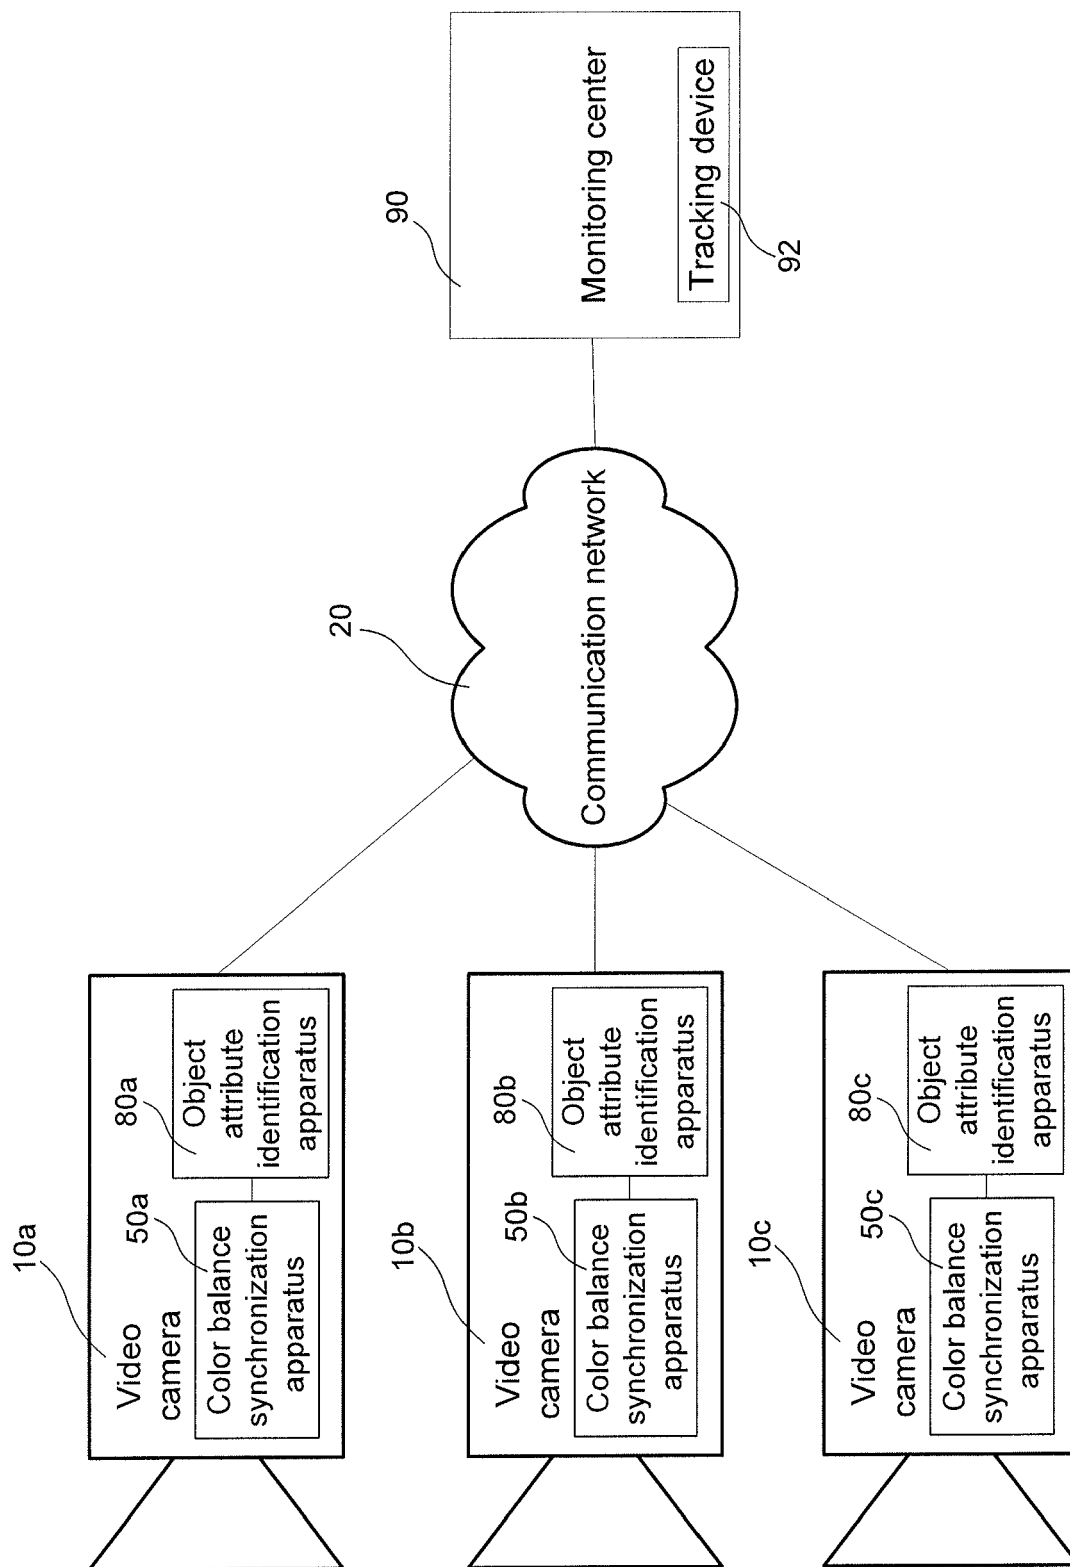 10a
Video
camera
50a
Color balance
synchronization
apparatus
80a
Object
attribute
identification
apparatus
10b
Video
camera
50b
Color balance
synchronization
apparatus
80b
Object
attribute
identification
apparatus
10c
Video
camera
50c
Color balance
synchronization
apparatus
80c
Object
attribute
identification
apparatus
20
Communication network
90
Monitoring center
Tracking device
92